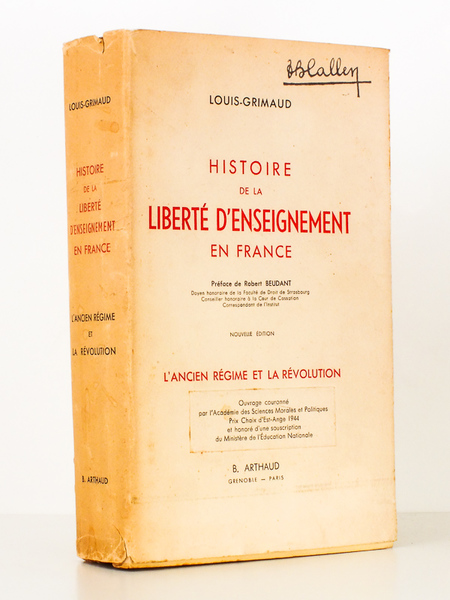 LOUIS-GRIMAUD
HISTOIRE
DE LA
LIBERTÉ
D'ENSEIGNEMENT
EN FRANCE
L'ANCIEN RÉGIME
ET
LA RÉVOLUTION
B. ARTHAUD
LOUIS-GRIMAUD
HISTOIRE
DE LA
LIBERTÉ D'ENSEIGNEMENT
EN FRANCE
Préface de Robert BEUDANT
Doyen honoraire de la Faculté de Droit de Strasbourg
Conseiller honoraire à la Cour de Cassation
Correspondant de l'Institut
NOUVELLE ÉDITION
L'ANCIEN RÉGIME ET LA RÉVOLUTION
Ouvrage couronné
par l'Académie des Sciences Morales et Politiques
Prix Choix d'Est-Ange 1944
et honoré d'une souscription
du Ministère de l'Éducation Nationale
B. ARTHAUD
GRENOBLE — PARIS